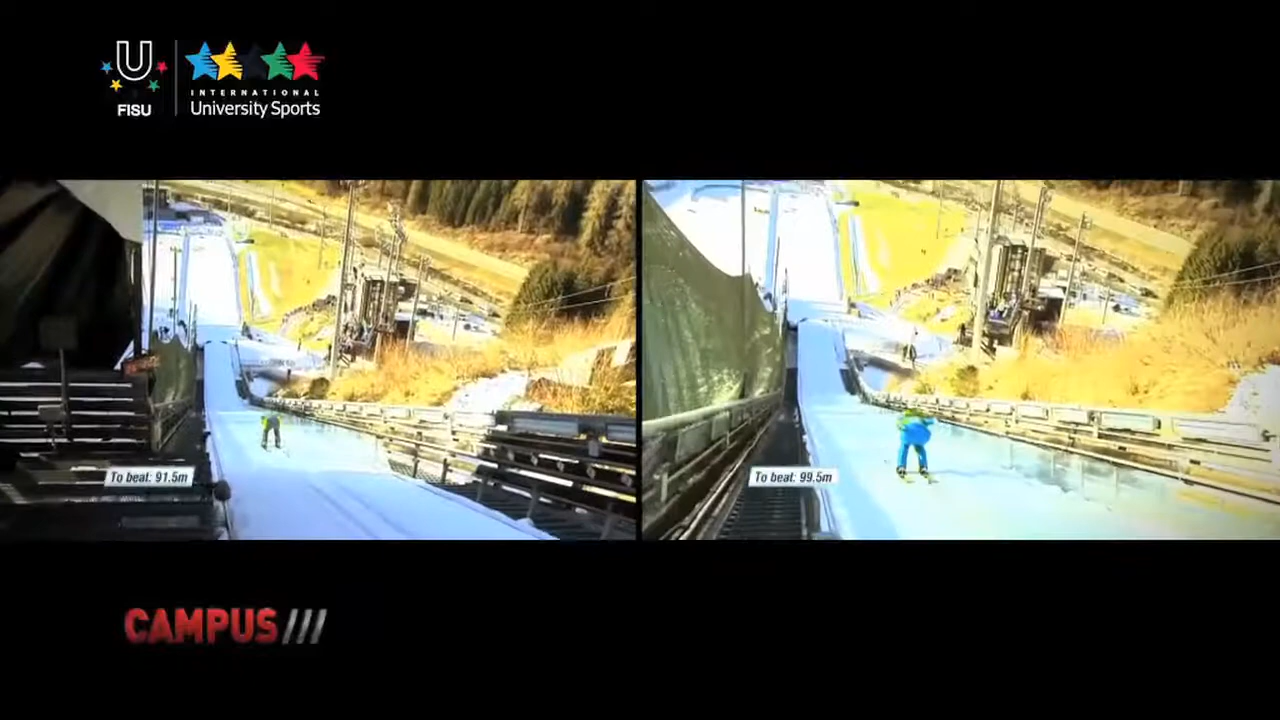 U
FISU
INTERNATIONAL
University Sports
To beat: 91.5m
To beat: 99.5m
CAMPUS///